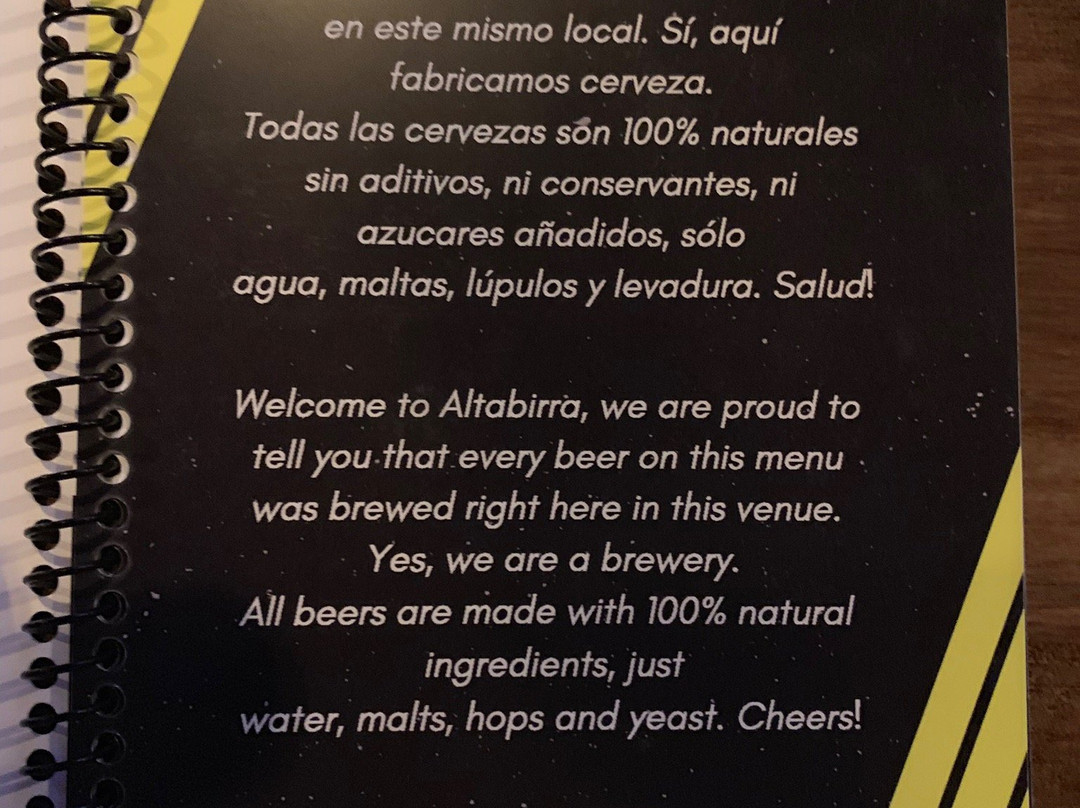 en este mismo local. Sí, aquí
fabricamos cerveza.
Todas las cervezas són 100% naturales
sin aditivos, ni conservantes, ni
azucares añadidos, sólo
agua, maltas, lúpulos y levadura. Salud!
Welcome to Altabirra, we are proud to
tell you that every beer on this menu
was brewed right here in this venue.
Yes, we are a brewery.
All beers are made with 100% natural
ingredients, just
water, malts, hops and yeast. Cheers!